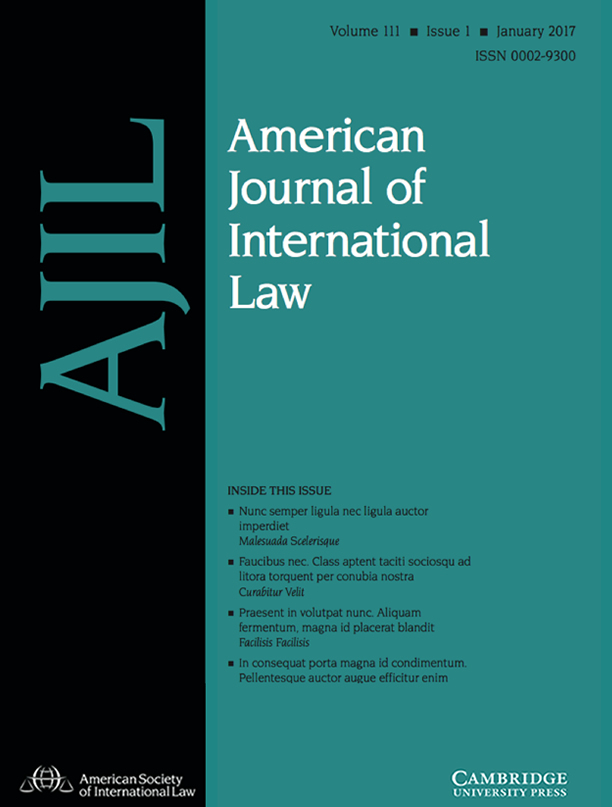 Volume 111 ■ Issue 1 ■ January 2017
ISSN 0002-9300
AJIL
American
Journal of
International
Law
INSIDE THIS ISSUE
■ Nunc semper ligula nec ligula auctor
imperdiet
Malesuada Scelerisque
■ Faucibus nec. Class aptent taciti sociosqu ad
litora torquent per conubia nostra
Curabitur Velit
■ Praesent in volutpat nunc. Aliquam
fermentum, magna id placerat blandit
Facilisis Facilisis
■ In consequat porta magna id condimentum.
Pellentesque auctor augue efficitur enim
American Society
of International Law
CAMBRIDGE
UNIVERSITY PRESS